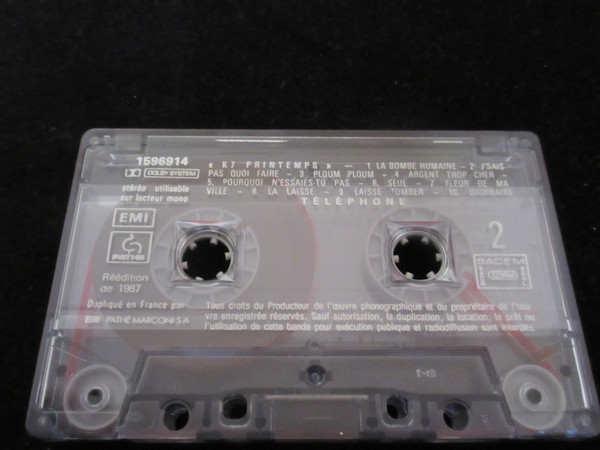 1596914
« K7 PRINTEMPS » - 1. LA BOMBE HUMAINE - 2. J'SAIS
DOLBY SYSTEM
PAS QUOI FAIRE - 3. PLOUM PLOUM - 4. ARGENT TROP CHER -
stéréo utilisable
5. POURQUOI N'ESSAIES-TU PAS - 6. SEUL - 7. FLEUR DE MA
sur lecteur mono
VILLE - 8. LA LAISSE - 9. LAISSE TOMBER - 10. ORDINAIRE
TÉLÉPHONE
EMI
2
PATHE
SACEM
SDRM
Réédition
de 1987
Dupliqué en France par
Tous droits du Producteur de l'œuvre phonographique et du propriétaire de l'œu-
vre enregistrée réservés. Sauf autorisation, la duplication, la location, le prêt ou
EMI PATHE MARCONI S.A
l'utilisation de cette bande pour exécution publique et radiodiffusion sont interdits